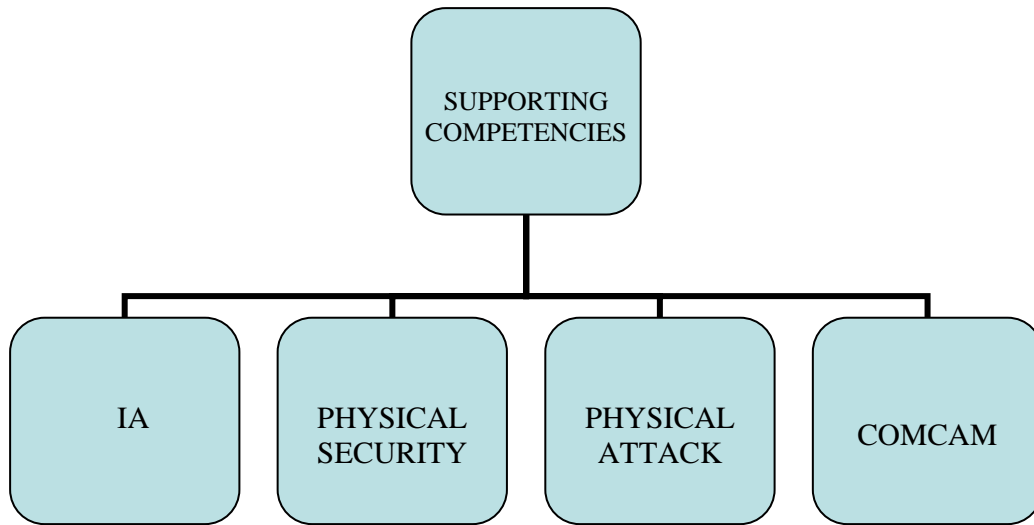 SUPPORTING
COMPETENCIES
IA
PHYSICAL
SECURITY
PHYSICAL
ATTACK
COMCAM